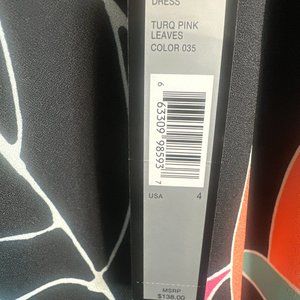 DRESS
TURQ PINK
LEAVES
COLOR 035
6 63309 98593 7
USA 4
MSRP
$138.00